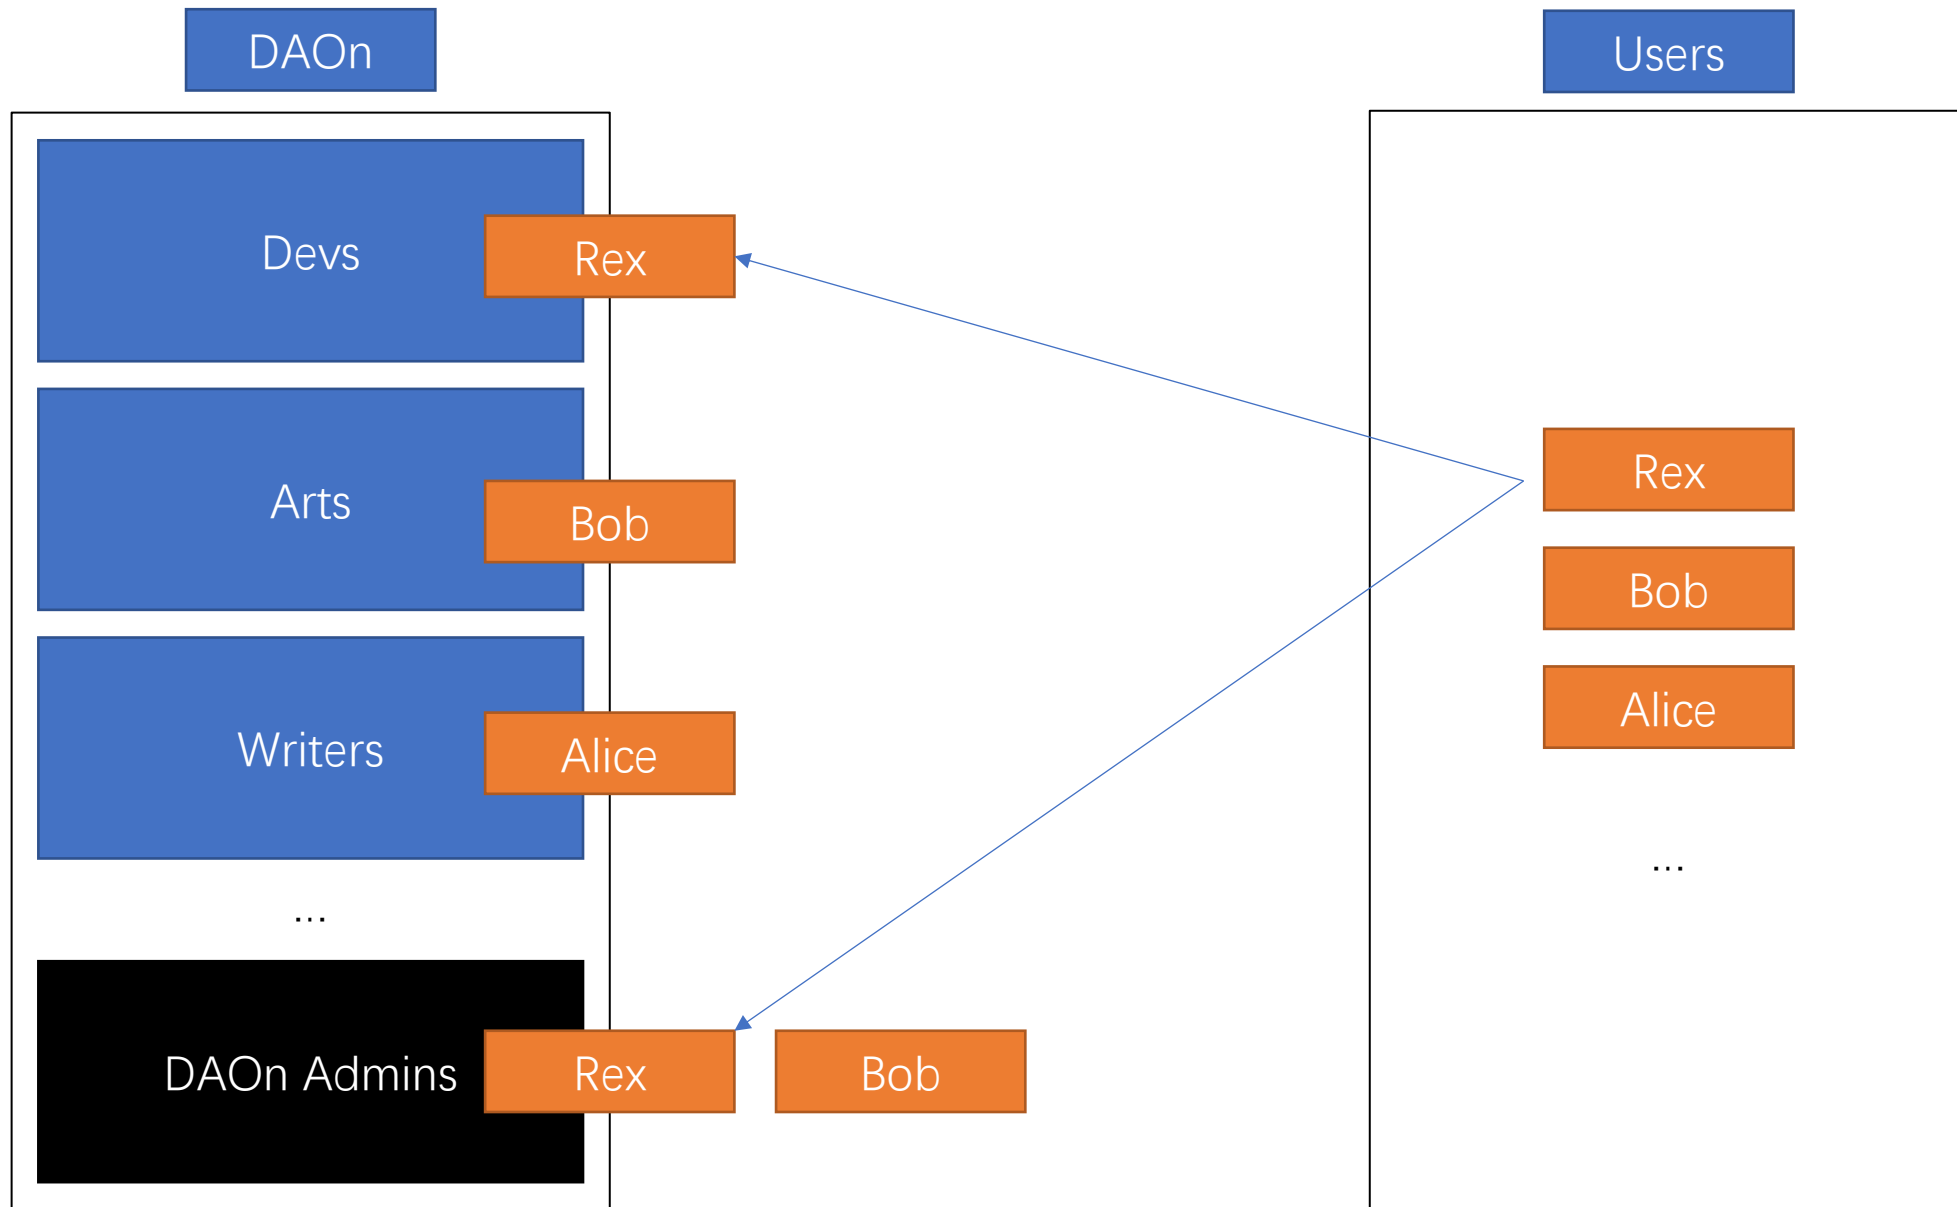 DAOn
Users
Devs
Rex
Arts
Bob
Writers
Alice
...
DAOn Admins
Rex
Bob
Rex
Bob
Alice
...